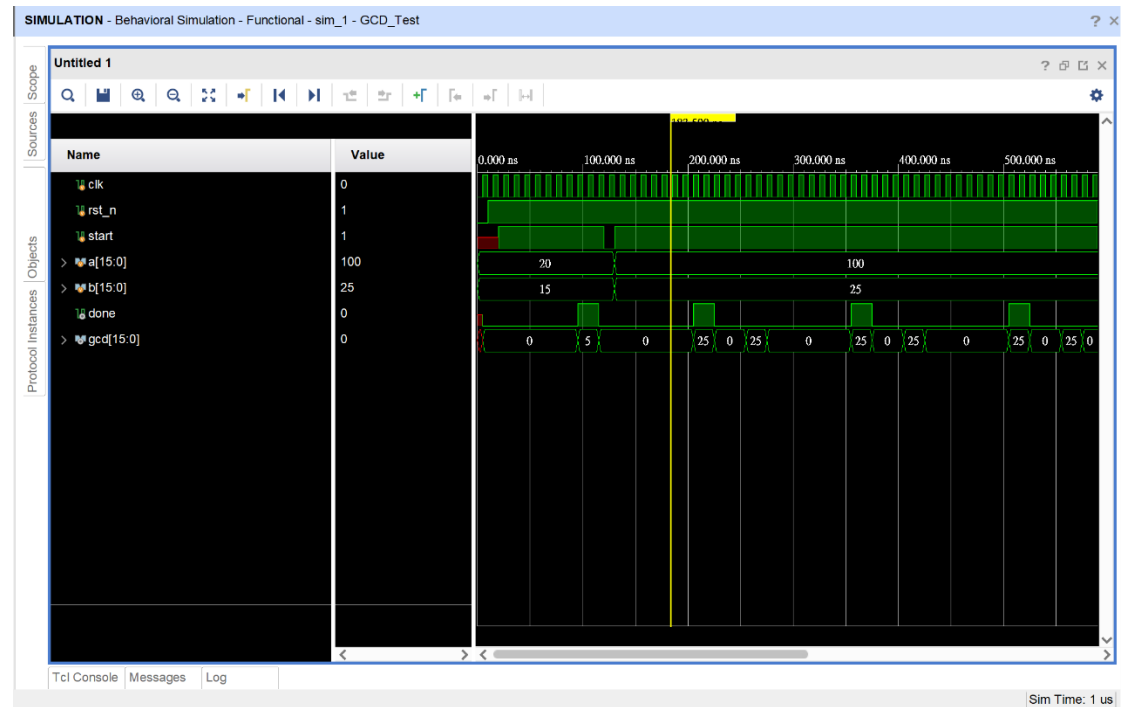 SIMULATION - Behavioral Simulation - Functional - sim_1 - GCD_Test
Untitled 1
Scope
Sources
Objects
Protocol Instances
Name Value
0.000 ns 100.000 ns 200.000 ns 300.000 ns 400.000 ns 500.000 ns
clk 0
rst_n 1
start 1
a[15:0] 100 20 100
b[15:0] 25 15 25
done 0
gcd[15:0] 0 0 5 0 25 0 25 0 25 0 25 0 25 0 25 0
Tcl Console Messages Log
Sim Time: 1 us